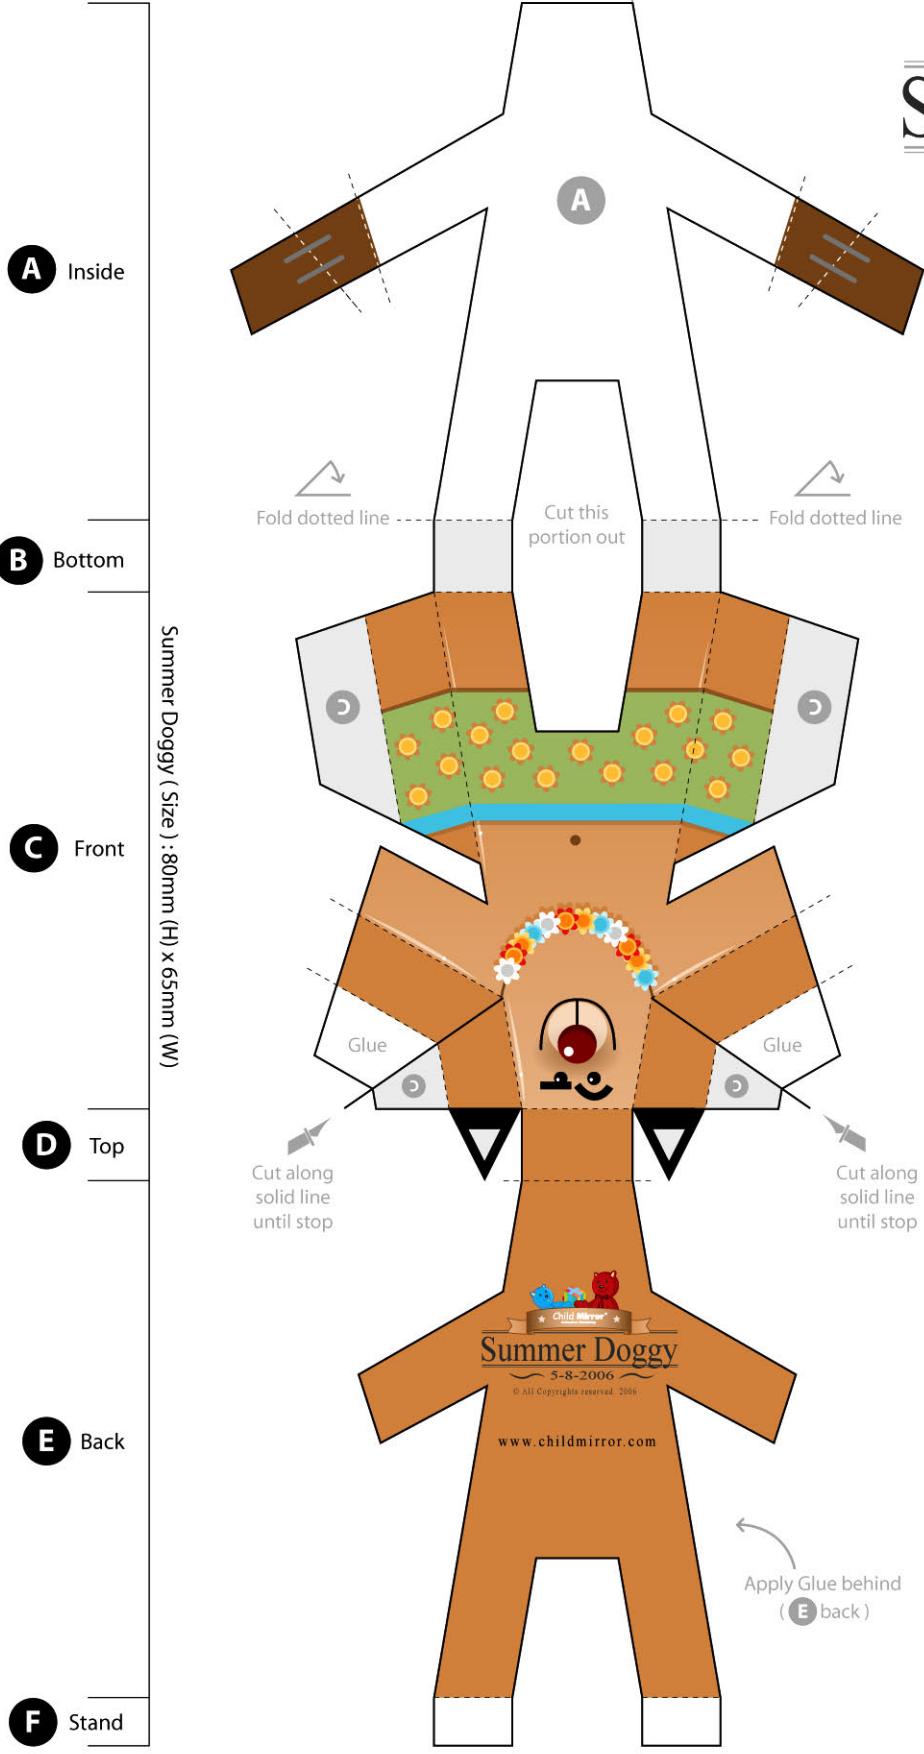 S
A
A Inside
Fold dotted line
Fold dotted line
Cut this
portion out
B Bottom
C
C
Summer Doggy ( Size ) : 80mm (H) x 65mm (W)
C Front
Glue
Glue
C
C
D Top
Cut along
solid line
until stop
Cut along
solid line
until stop
Child Mirror™
Summer Doggy
5-8-2006
© All Copyrights reserved. 2006
E Back
www.childmirror.com
Apply Glue behind
( E back )
F Stand